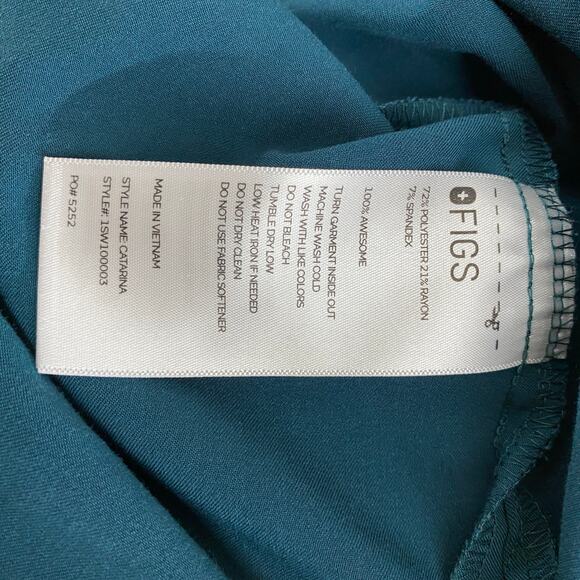 FIGS
72% POLYESTER 21% RAYON
7% SPANDEX
100% AWESOME
TURN GARMENT INSIDE OUT
MACHINE WASH COLD
WASH WITH LIKE COLORS
DO NOT BLEACH
TUMBLE DRY LOW
LOW HEAT IRON IF NEEDED
DO NOT DRY CLEAN
DO NOT USE FABRIC SOFTENER
MADE IN VIETNAM
STYLE NAME: CATARINA
STYLE#: 1SW100003
PO# 5252